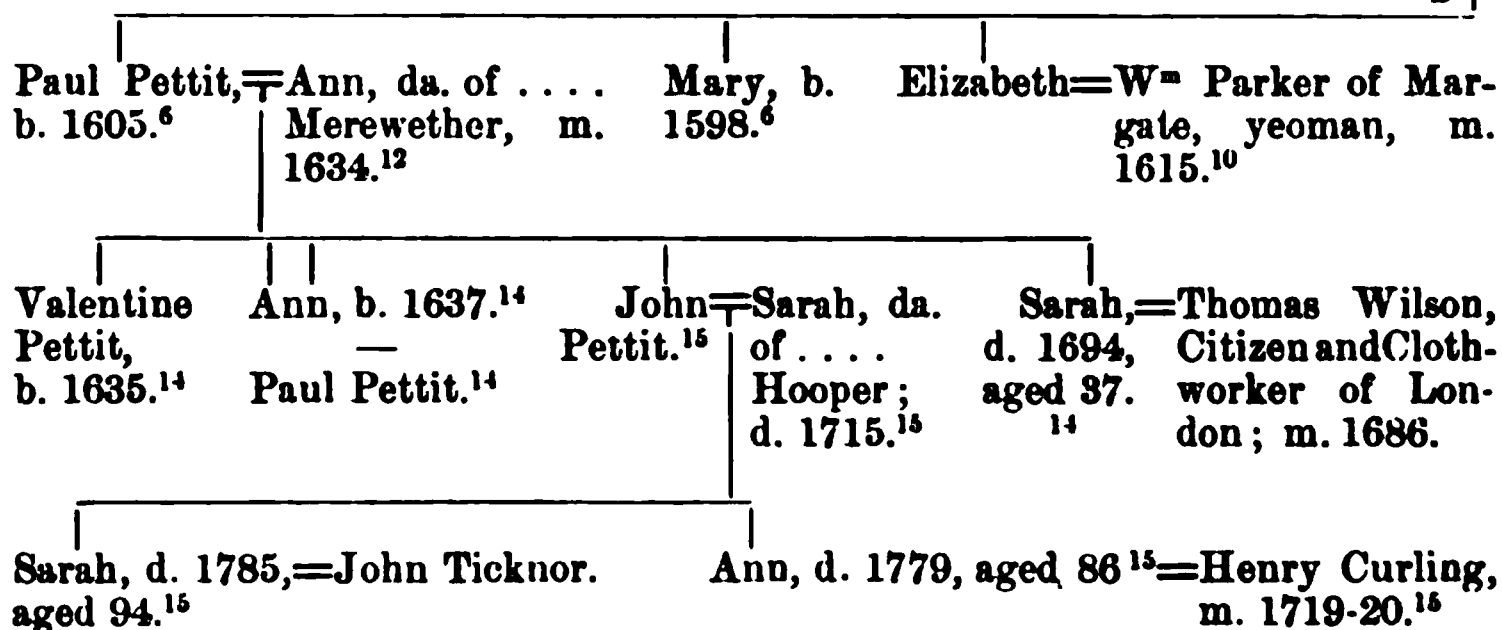 Paul Pettit,=
b. 1605.⁶
Ann, da. of . . . .
Merewether, m.
1634.¹²
Mary, b.
1598.⁶
Elizabeth=
Wᵐ Parker of Mar-
gate, yeoman, m.
1615.¹⁰
Valentine
Pettit,
b. 1635.¹⁴
Ann, b. 1637.¹⁴
—
Paul Pettit.¹⁴
John=
Pettit.¹⁵
Sarah, da.
of . . . .
Hooper;
d. 1715.¹⁵
Sarah,=
d. 1694,
aged 37.
¹⁴
Thomas Wilson,
Citizen and Cloth-
worker of Lon-
don; m. 1686.
Sarah, d. 1785,=
aged 94.¹⁵
John Ticknor.
Ann, d. 1779, aged 86¹⁵=
Henry Curling,
m. 1719-20.¹⁵